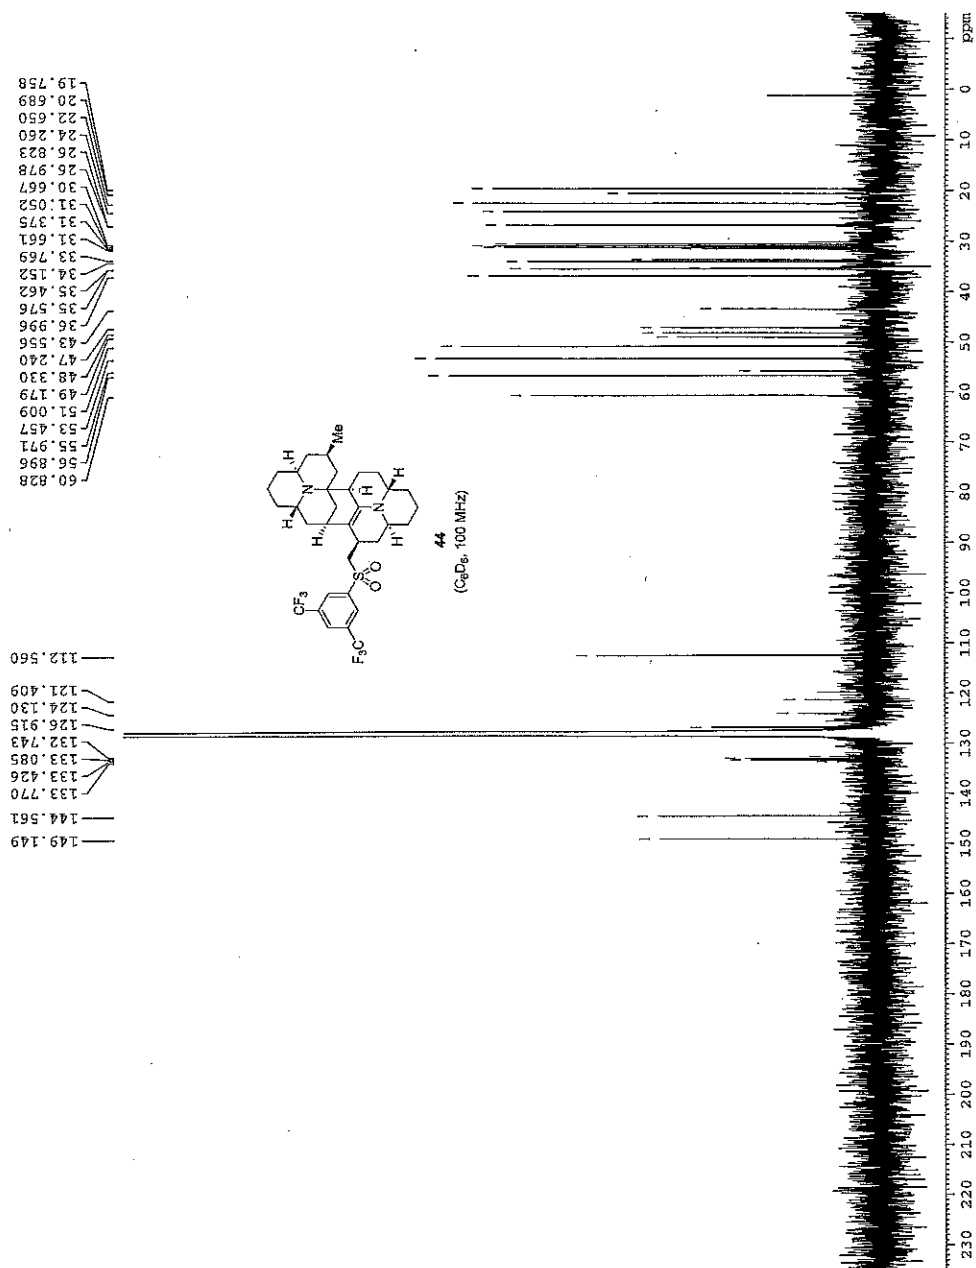 149.149
144.561
133.770
133.426
133.085
132.743
126.915
124.130
121.409
112.560
60.828
56.896
55.971
53.457
51.009
49.179
48.330
47.240
43.556
36.996
35.576
35.462
34.152
33.769
31.661
31.375
31.052
30.667
26.978
26.823
24.260
22.650
20.689
19.758
H
Me
N
H
H
H
N
H
H
S
O
O
CF3
F3C
44
(C6D6, 100 MHz)
230 220 210 200 190 180 170 160 150 140 130 120 110 100 90 80 70 60 50 40 30 20 10 0 ppm